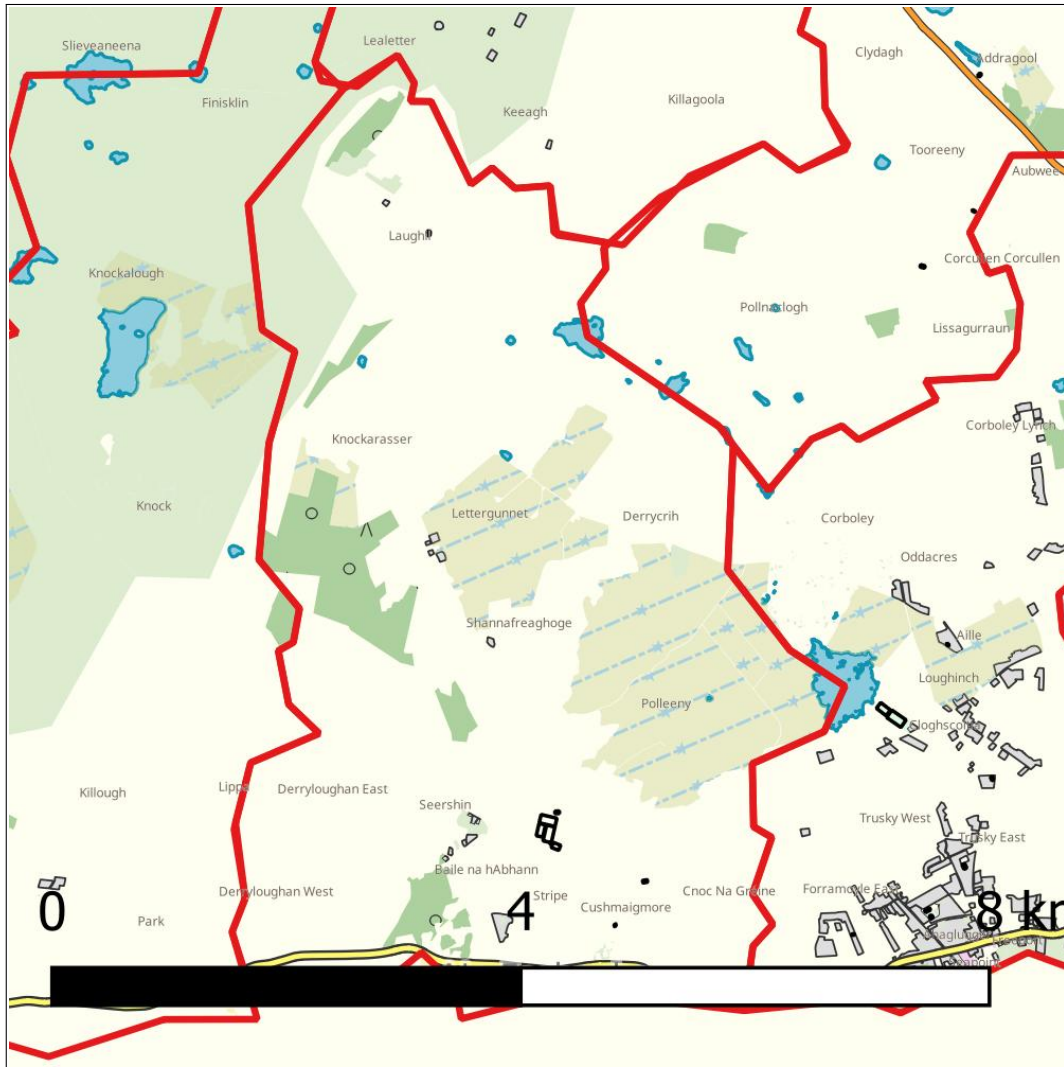 Lealetter
Slieveaneena
Clydagh
Addragool
Finisklin
Killagoola
Keeagh
Tooreeny
Aubwee
Laughil
Corcullen Corcullen
Knockalough
Pollnaclogh
Lissagurraun
Corboley Lynch
Knockarasser
Knock
Lettergunnet
Derrycrih
Corboley
Oddacres
Shannafreaghoge
Aille
Loughinch
Polleeny
Cloghscoltia
Killough
Lippa
Derryloughan East
Seershin
Trusky West
Trusky East
Baile na hAbhann
Derryloughan West
Stripe
Cnoc Na Greine
Forramoyle East
Cushmaigmore
Park
0
4
8 km